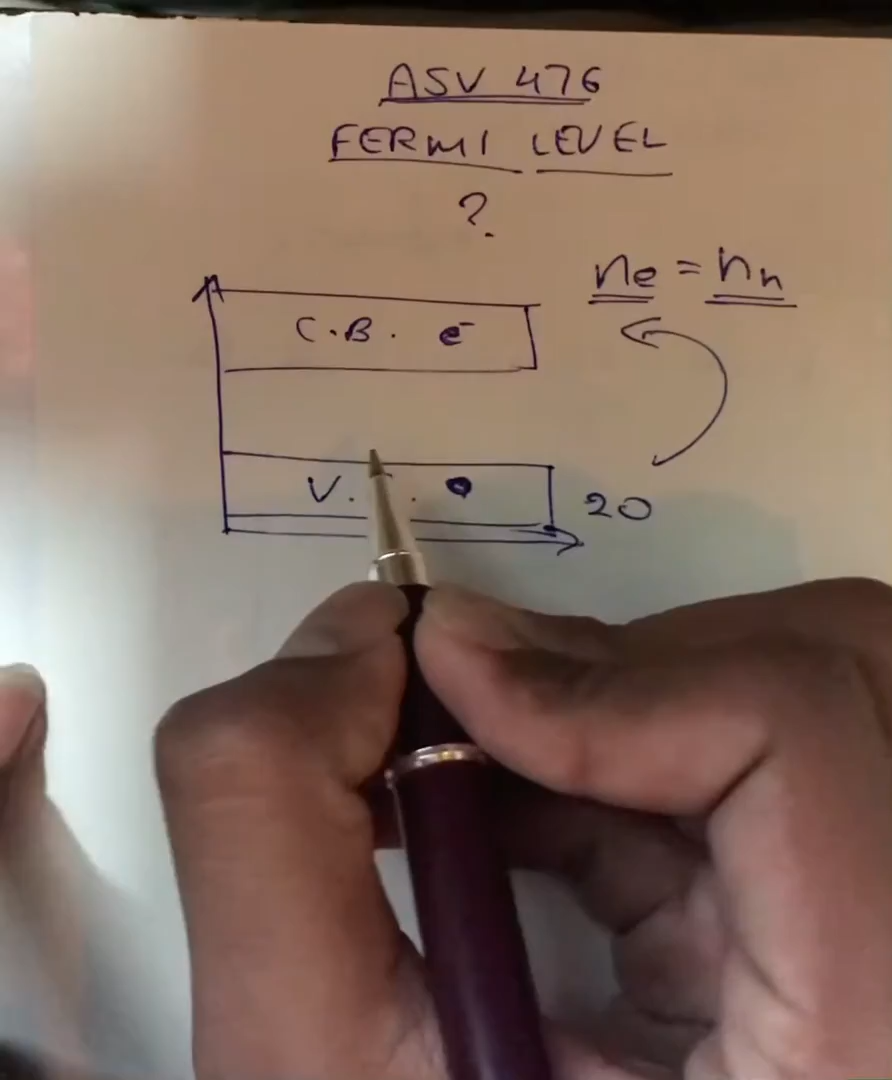 ASV 476
FERMI LEVEL
?
ne = nh
C.B. e-
V. .
20